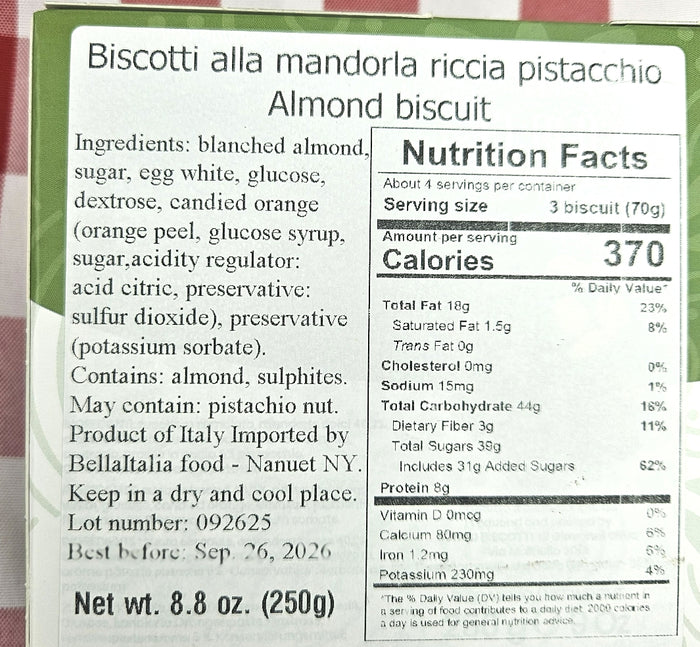 Biscotti alla mandorla riccia pistacchio
Almond biscuit
Ingredients: blanched almond,
sugar, egg white, glucose,
dextrose, candied orange
(orange peel, glucose syrup,
sugar,acidity regulator:
acid citric, preservative:
sulfur dioxide), preservative
(potassium sorbate).
Contains: almond, sulphites.
May contain: pistachio nut.
Product of Italy Imported by
BellaItalia food - Nanuet NY.
Keep in a dry and cool place.
Lot number: 092625
Best before: Sep. 26, 2026
Net wt. 8.8 oz. (250g)
Nutrition Facts
About 4 servings per container
Serving size 3 biscuit (70g)
Amount per serving
Calories 370
% Daily Value*
Total Fat 18g 23%
Saturated Fat 1.5g 8%
Trans Fat 0g
Cholesterol 0mg 0%
Sodium 15mg 1%
Total Carbohydrate 44g 16%
Dietary Fiber 3g 11%
Total Sugars 39g
Includes 31g Added Sugars 62%
Protein 8g
Vitamin D 0mcg 0%
Calcium 80mg 6%
Iron 1.2mg 6%
Potassium 230mg 4%
*The % Daily Value (DV) tells you how much a nutrient in
a serving of food contributes to a daily diet. 2000 calories
a day is used for general nutrition advice.